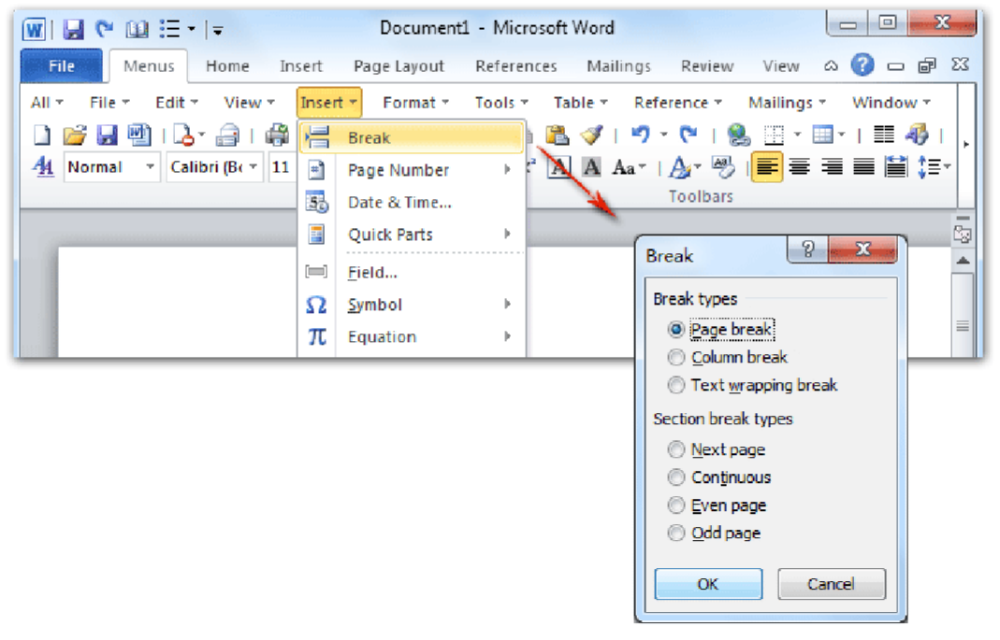 Document1 - Microsoft Word
File Menus Home Insert Page Layout References Mailings Review View
All File Edit View Insert Format Tools Table Reference Mailings Window
Normal Calibri (Bo 11 Aa
Toolbars
Break
Page Number
Date & Time...
Quick Parts
Field...
Symbol
Equation
Break
Break types
Page break
Column break
Text wrapping break
Section break types
Next page
Continuous
Even page
Odd page
OK Cancel